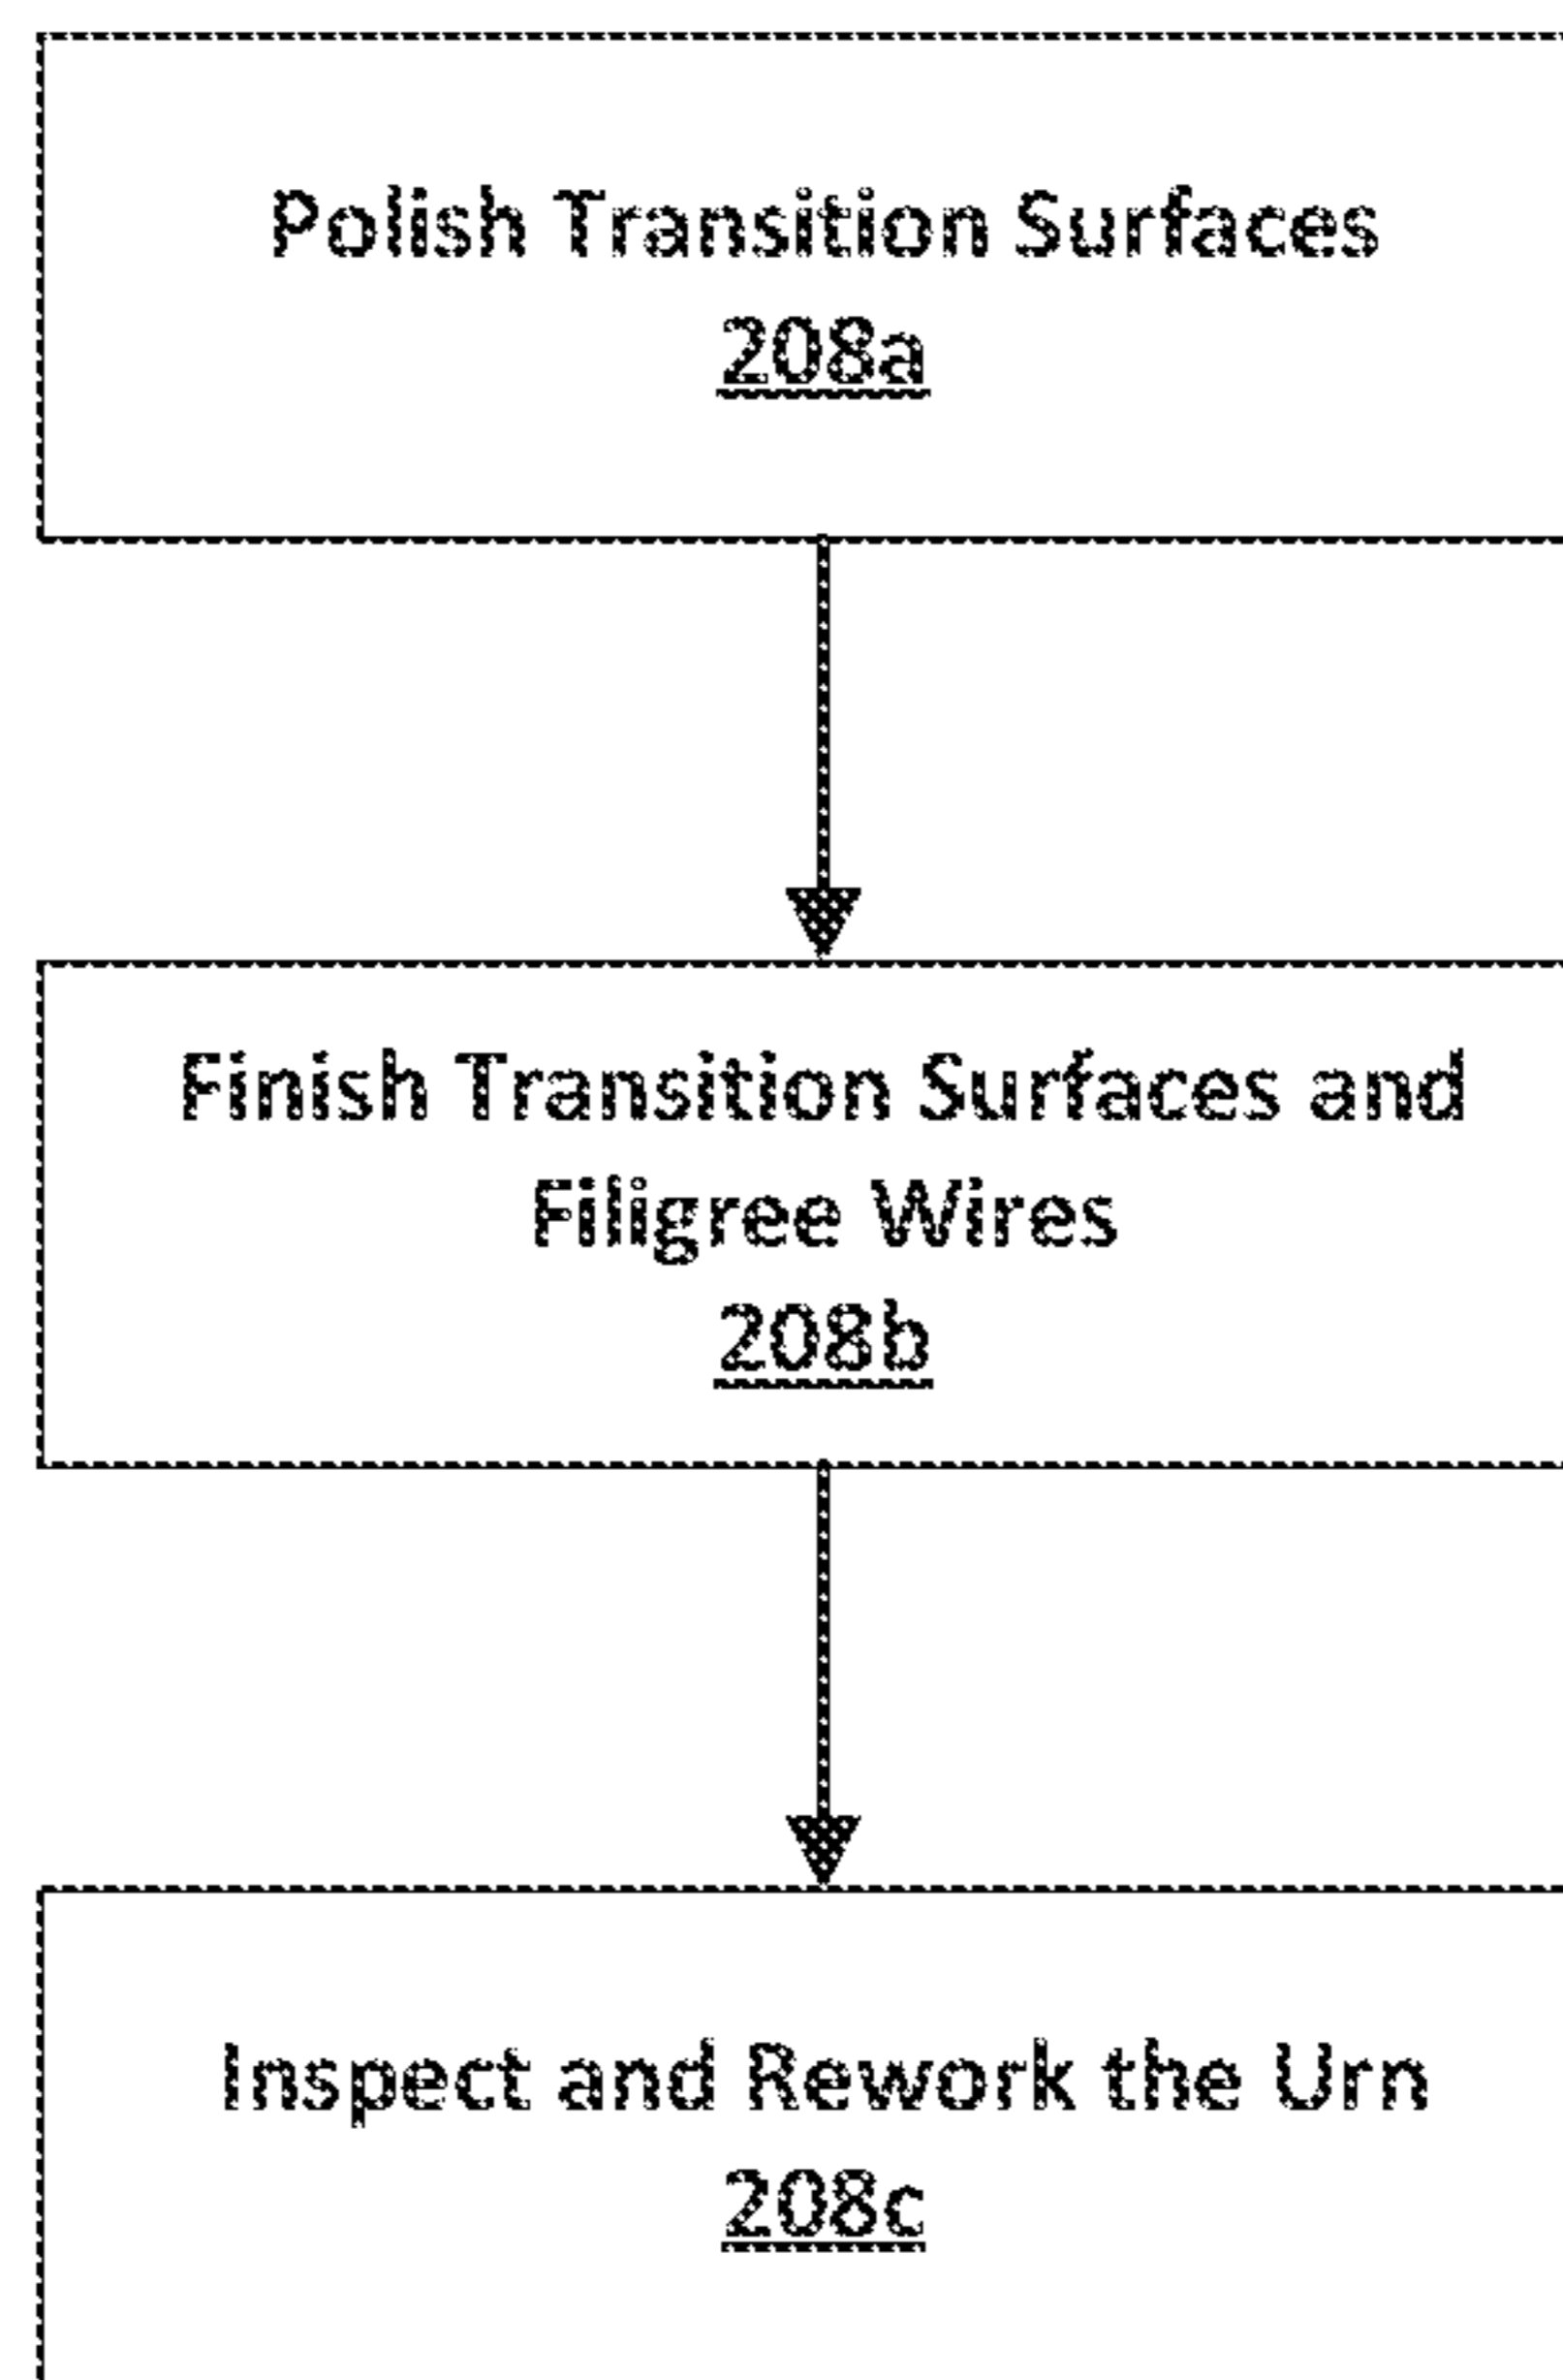 Polish Transition Surfaces
208a
Finish Transition Surfaces and
Filigree Wires
208b
Inspect and Rework the Urn
208c